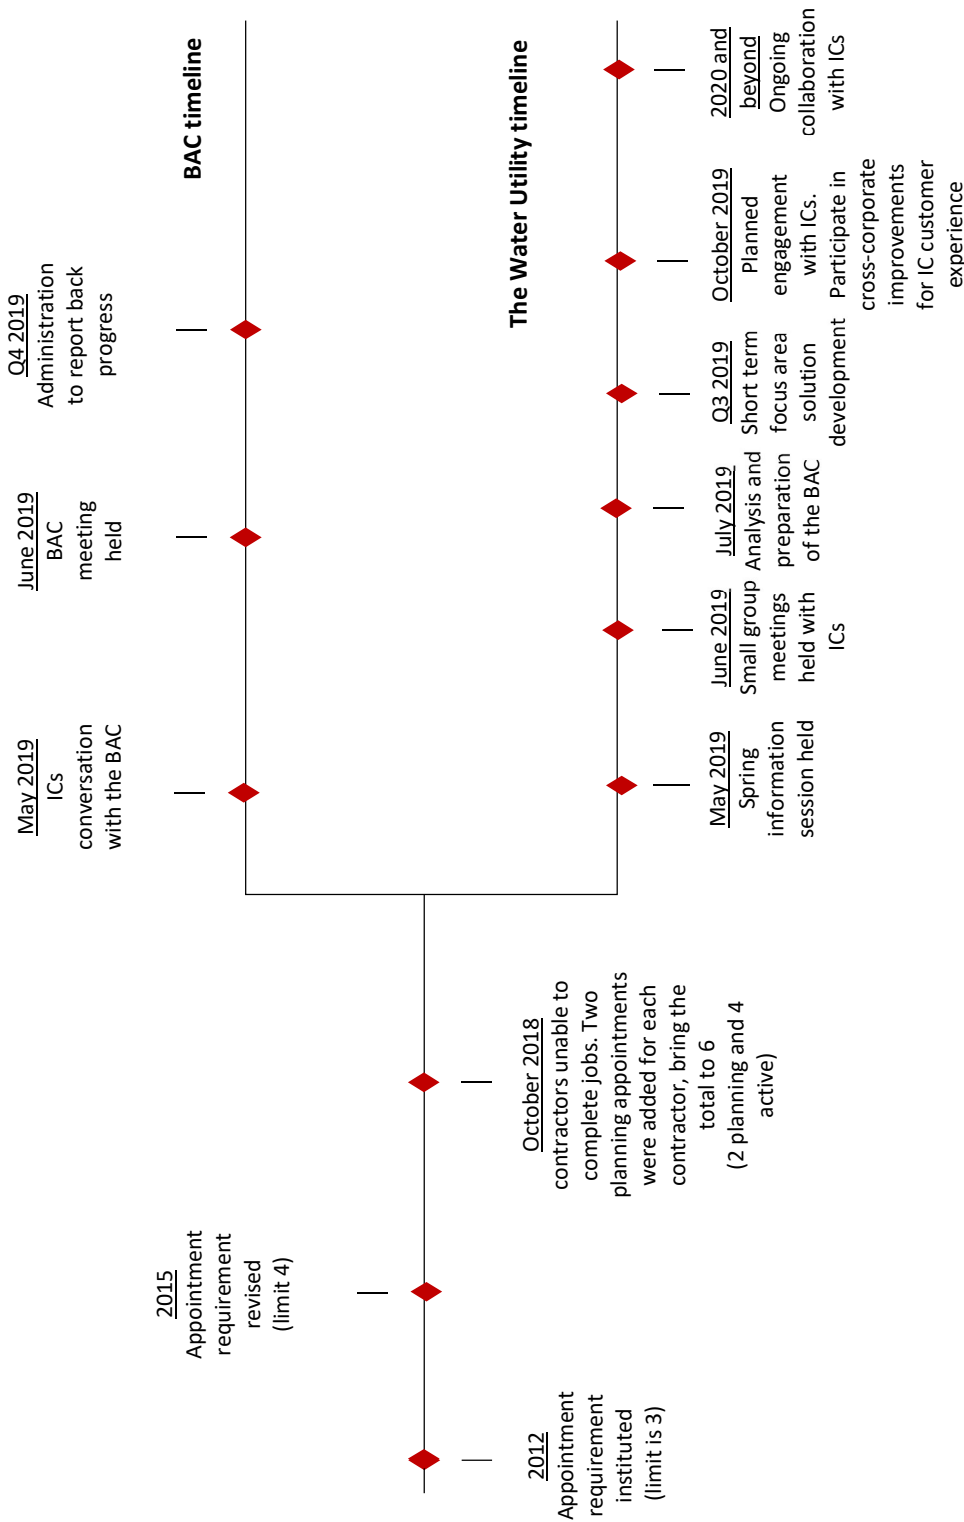 2012
Appointment
requirement
instituted
(limit is 3)
2015
Appointment
requirement
revised
(limit 4)
October 2018
contractors unable to
complete jobs. Two
planning appointments
were added for each
contractor, bring the
total to 6
(2 planning and 4
active)
BAC timeline
May 2019
ICs
conversation
with the BAC
June 2019
BAC
meeting
held
Q4 2019
Administration
to report back
progress
The Water Utility timeline
May 2019
Spring
information
session held
June 2019
Small group
meetings
held with
ICs
July 2019
Analysis and
preparation
of the BAC
Q3 2019
Short term
focus area
solution
development
October 2019
Planned
engagement
with ICs.
Participate in
cross-corporate
improvements
for IC customer
experience
2020 and
beyond
Ongoing
collaboration
with ICs